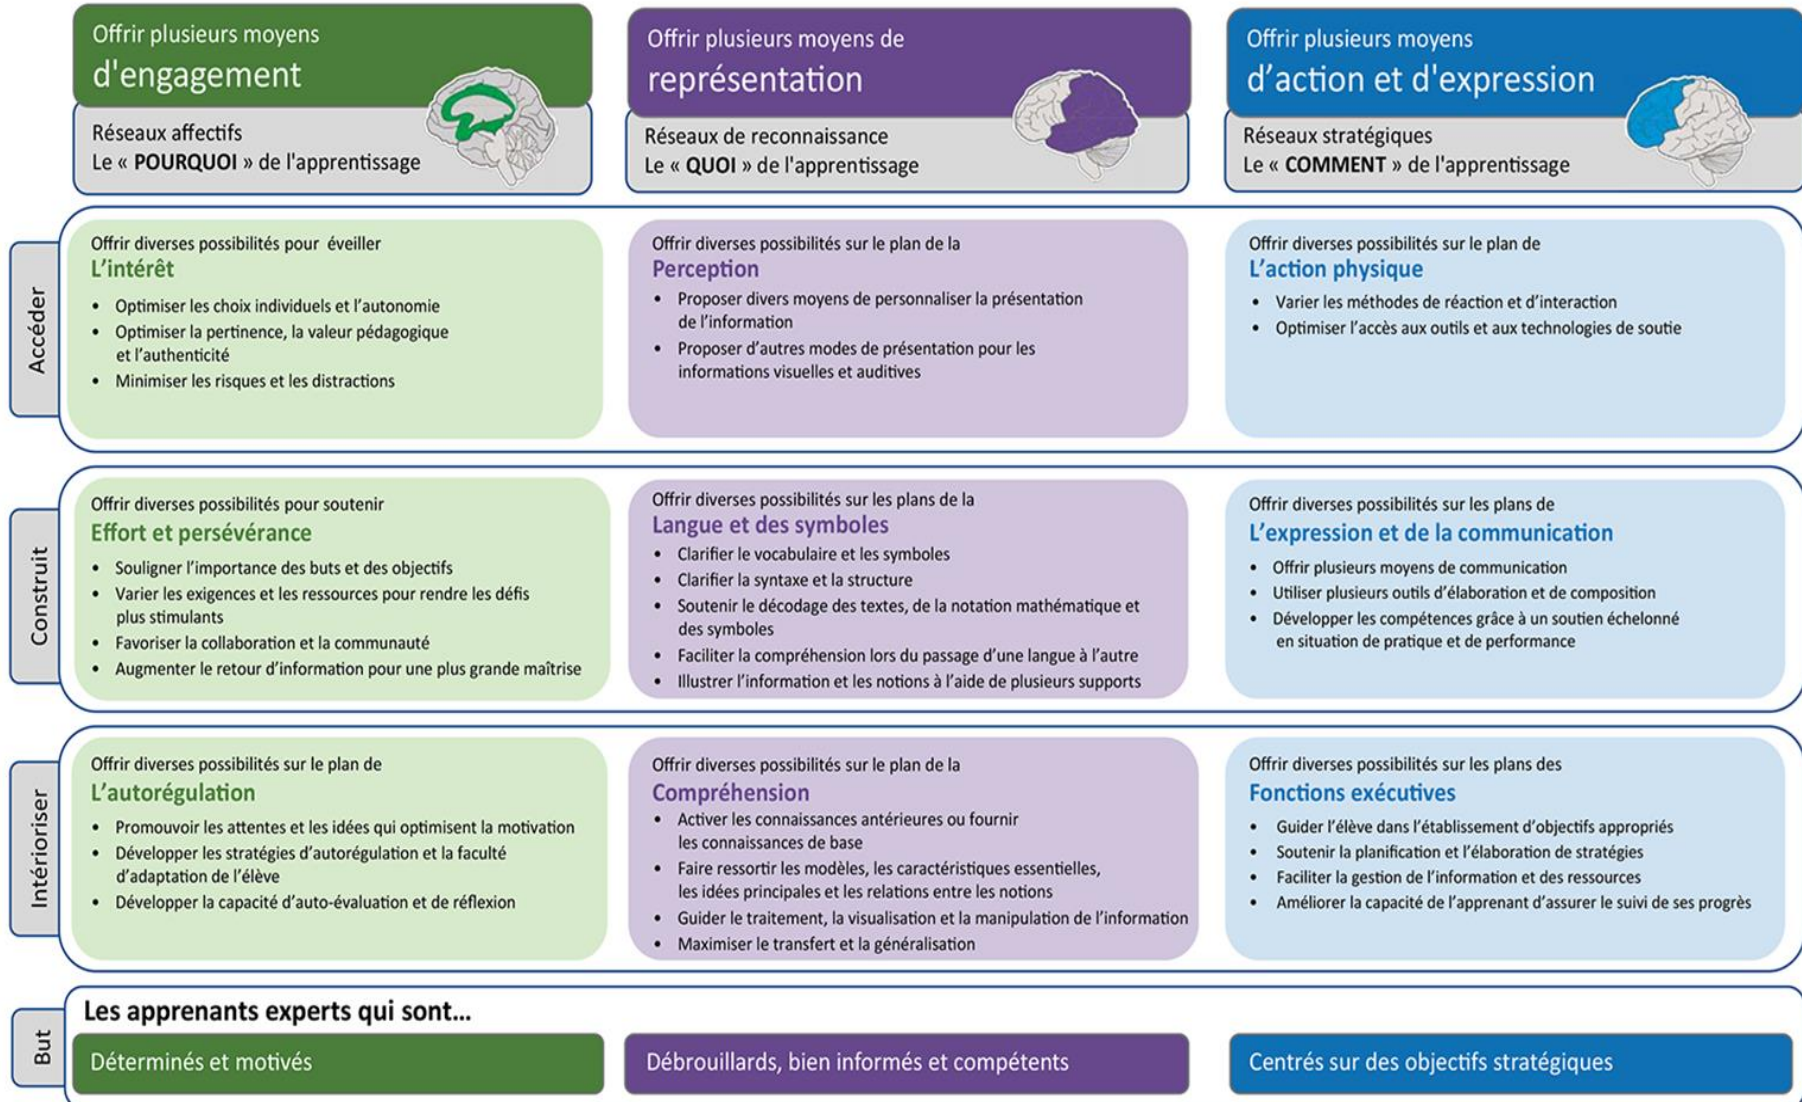 Offrir plusieurs moyens
d'engagement
Réseaux affectifs
Le « POURQUOI » de l'apprentissage
Offrir plusieurs moyens de
représentation
Réseaux de reconnaissance
Le « QUOI » de l'apprentissage
Offrir plusieurs moyens
d’action et d'expression
Réseaux stratégiques
Le « COMMENT » de l'apprentissage
Accéder
Offrir diverses possibilités pour éveiller
L’intérêt
• Optimiser les choix individuels et l’autonomie
• Optimiser la pertinence, la valeur pédagogique
et l’authenticité
• Minimiser les risques et les distractions
Offrir diverses possibilités sur le plan de la
Perception
• Proposer divers moyens de personnaliser la présentation
de l’information
• Proposer d’autres modes de présentation pour les
informations visuelles et auditives
Offrir diverses possibilités sur le plan de
L’action physique
• Varier les méthodes de réaction et d’interaction
• Optimiser l’accès aux outils et aux technologies de soutie
Construit
Offrir diverses possibilités pour soutenir
Effort et persévérance
• Souligner l’importance des buts et des objectifs
• Varier les exigences et les ressources pour rendre les défis
plus stimulants
• Favoriser la collaboration et la communauté
• Augmenter le retour d’information pour une plus grande maîtrise
Offrir diverses possibilités sur les plans de la
Langue et des symboles
• Clarifier le vocabulaire et les symboles
• Clarifier la syntaxe et la structure
• Soutenir le décodage des textes, de la notation mathématique et
des symboles
• Faciliter la compréhension lors du passage d’une langue à l’autre
• Illustrer l’information et les notions à l’aide de plusieurs supports
Offrir diverses possibilités sur les plans de
L’expression et de la communication
• Offrir plusieurs moyens de communication
• Utiliser plusieurs outils d’élaboration et de composition
• Développer les compétences grâce à un soutien échelonné
en situation de pratique et de performance
Intérioriser
Offrir diverses possibilités sur le plan de
L’autorégulation
• Promouvoir les attentes et les idées qui optimisent la motivation
• Développer les stratégies d’autorégulation et la faculté
d’adaptation de l’élève
• Développer la capacité d’auto-évaluation et de réflexion
Offrir diverses possibilités sur le plan de la
Compréhension
• Activer les connaissances antérieures ou fournir
les connaissances de base
• Faire ressortir les modèles, les caractéristiques essentielles,
les idées principales et les relations entre les notions
• Guider le traitement, la visualisation et la manipulation de l’information
• Maximiser le transfert et la généralisation
Offrir diverses possibilités sur les plans des
Fonctions exécutives
• Guider l’élève dans l’établissement d’objectifs appropriés
• Soutenir la planification et l’élaboration de stratégies
• Faciliter la gestion de l’information et des ressources
• Améliorer la capacité de l’apprenant d’assurer le suivi de ses progrès
But
Les apprenants experts qui sont...
Déterminés et motivés
Débrouillards, bien informés et compétents
Centrés sur des objectifs stratégiques